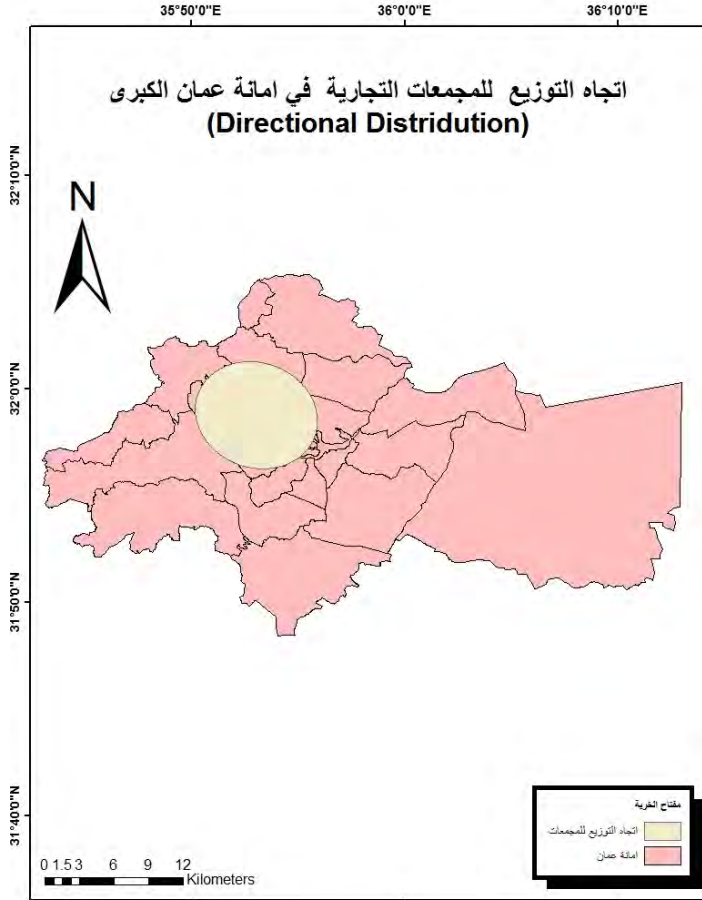 35°50'0"E 36°0'0"E 36°10'0"E
اتجاه التوزيع للمجمعات التجارية في امانة عمان الكبرى
(Directional Distridution)
32°10'0"N
N
32°0'0"N
31°50'0"N
31°40'0"N
مفتاح الخرية
اتجاه التوزيع للمجمعات
امانة عمان
0 1.5 3 6 9 12
Kilometers